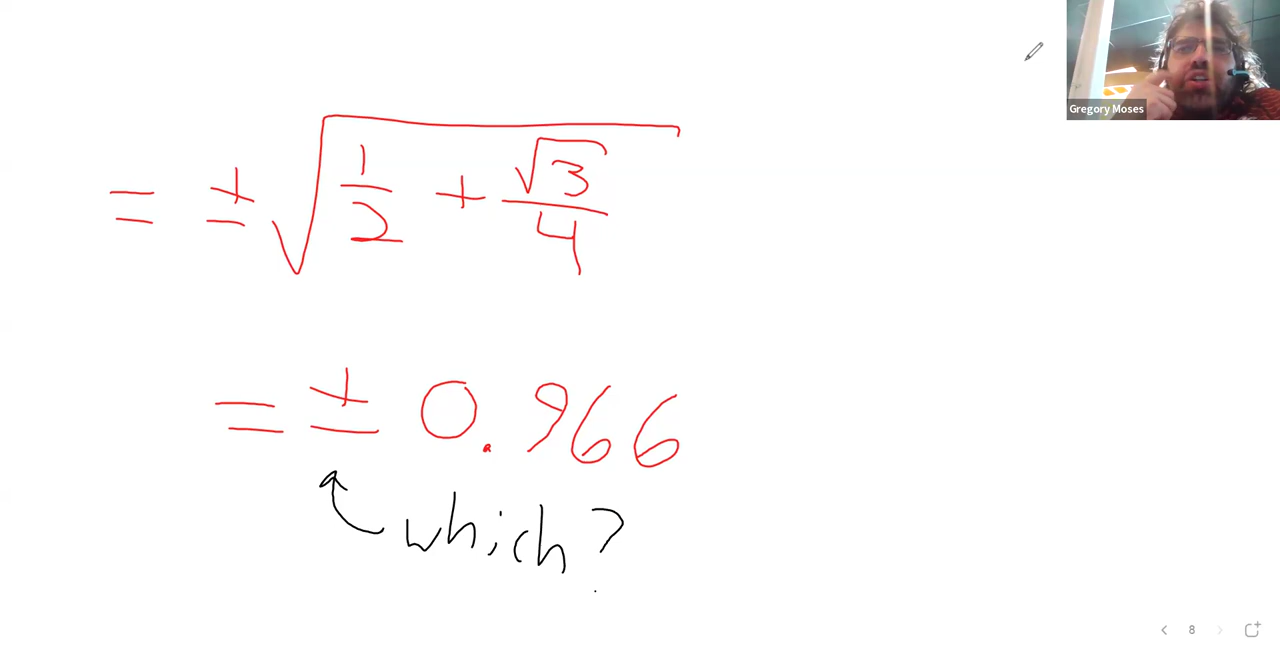 Gregory Moses
= ± √(1/2 + √3/4)
= ± 0.966
which?
8